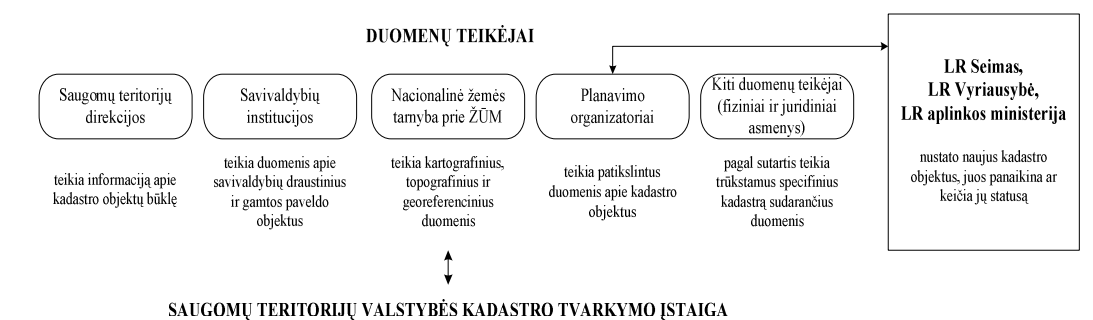 DUOMENŲ TEIKĖJAI
Saugomų teritorijų
direkcijos
teikia informaciją apie
kadastro objektų būklę
Savivaldybių
institucijos
teikia duomenis apie
savivaldybių draustinius
ir gamtos paveldo
objektus
Nacionalinė žemės
tarnyba prie ŽŪM
teikia kartografinius,
topografinius ir
georeferencinius
duomenis
Planavimo
organizatoriai
teikia patikslintus
duomenis apie kadastro
objektus
Kiti duomenų teikėjai
(fiziniai ir juridiniai
asmenys)
pagal sutartis teikia
trūkstamus specifinius
kadastrą sudarančius
duomenis
LR Seimas,
LR Vyriausybė,
LR aplinkos ministerija
nustato naujus kadastro
objektus, juos panaikina ar
keičia jų statusą
SAUGOMŲ TERITORIJŲ VALSTYBĖS KADASTRO TVARKYMO ĮSTAIGA